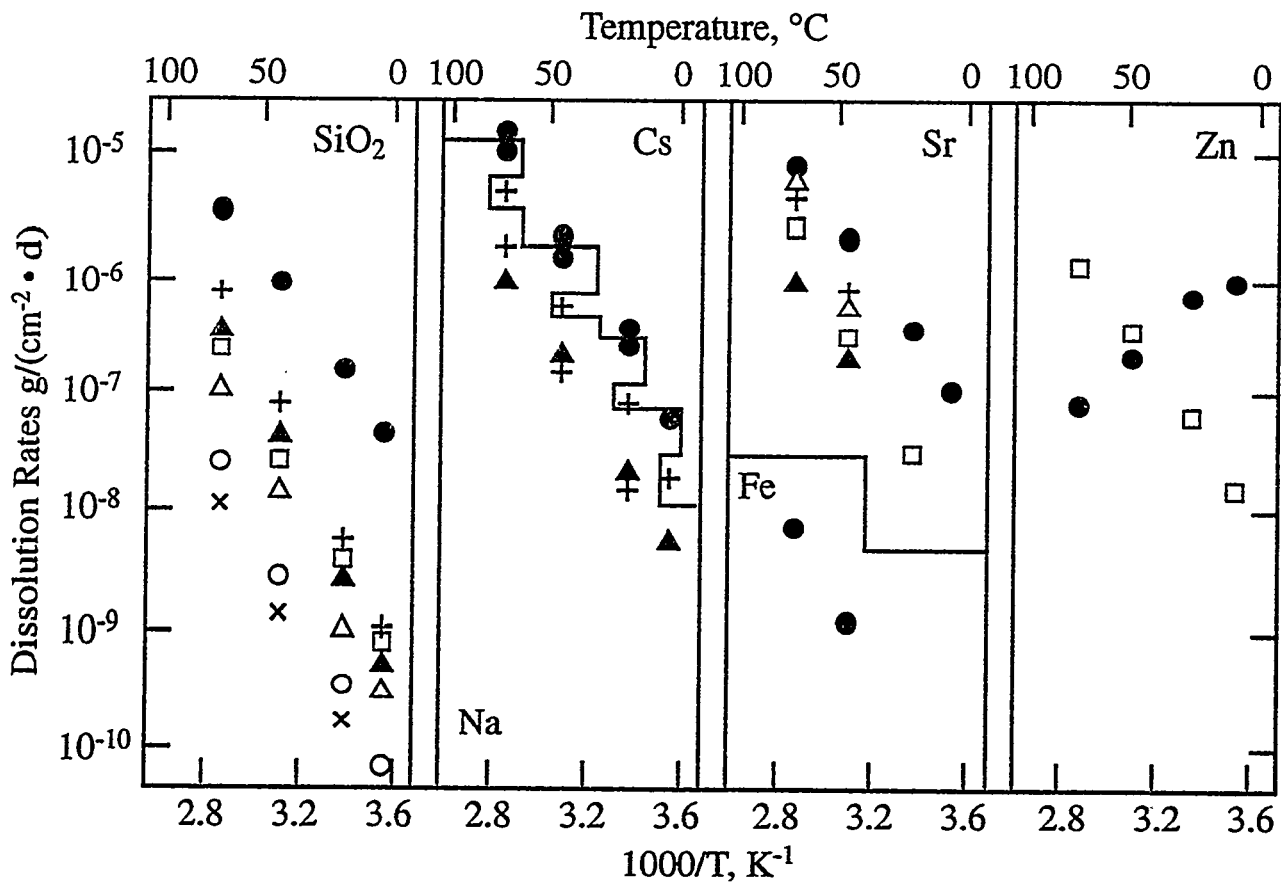 Temperature, °C
100 50 0 100 50 0 100 50 0 100 50 0
SiO₂ Cs Sr Zn
10⁻⁵
10⁻⁶
10⁻⁷
10⁻⁸
10⁻⁹
10⁻¹⁰
Dissolution Rates g/(cm⁻² • d)
Fe
Na
2.8 3.2 3.6 2.8 3.2 3.6 2.8 3.2 3.6 2.8 3.2 3.6
1000/T, K⁻¹